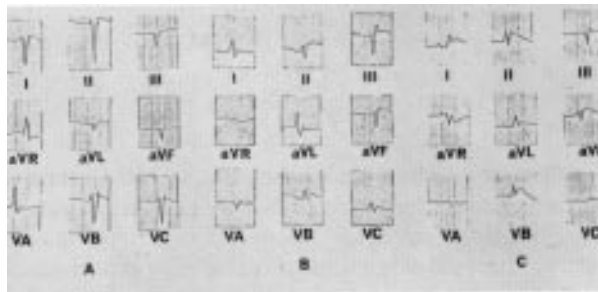 I II III I II III I II III
aVR aVL aVF aVR aVL aVF aVR aVL
VA VB VC VA VB VC VA VB VC
A B C